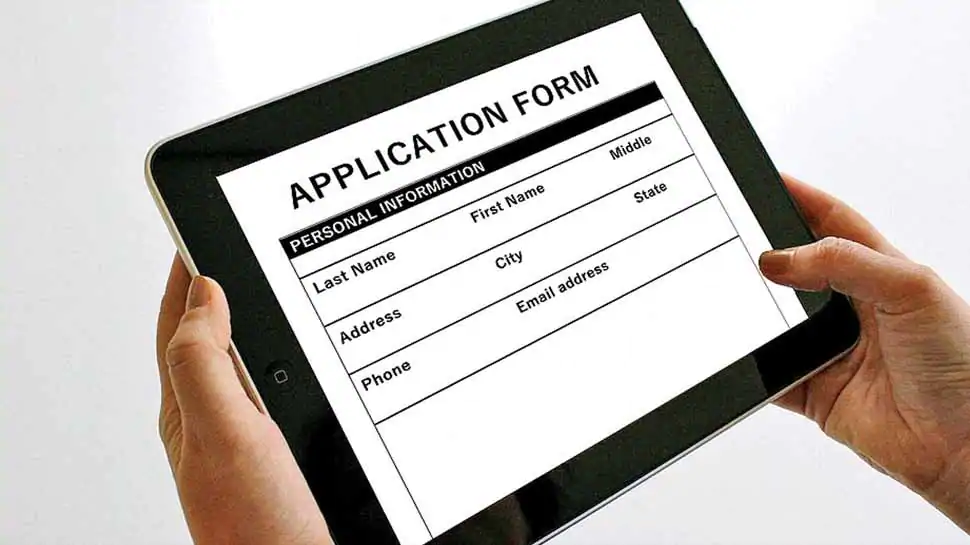 APPLICATION FORM
PERSONAL INFORMATION
Last Name First Name Middle
Address City State
Phone Email address